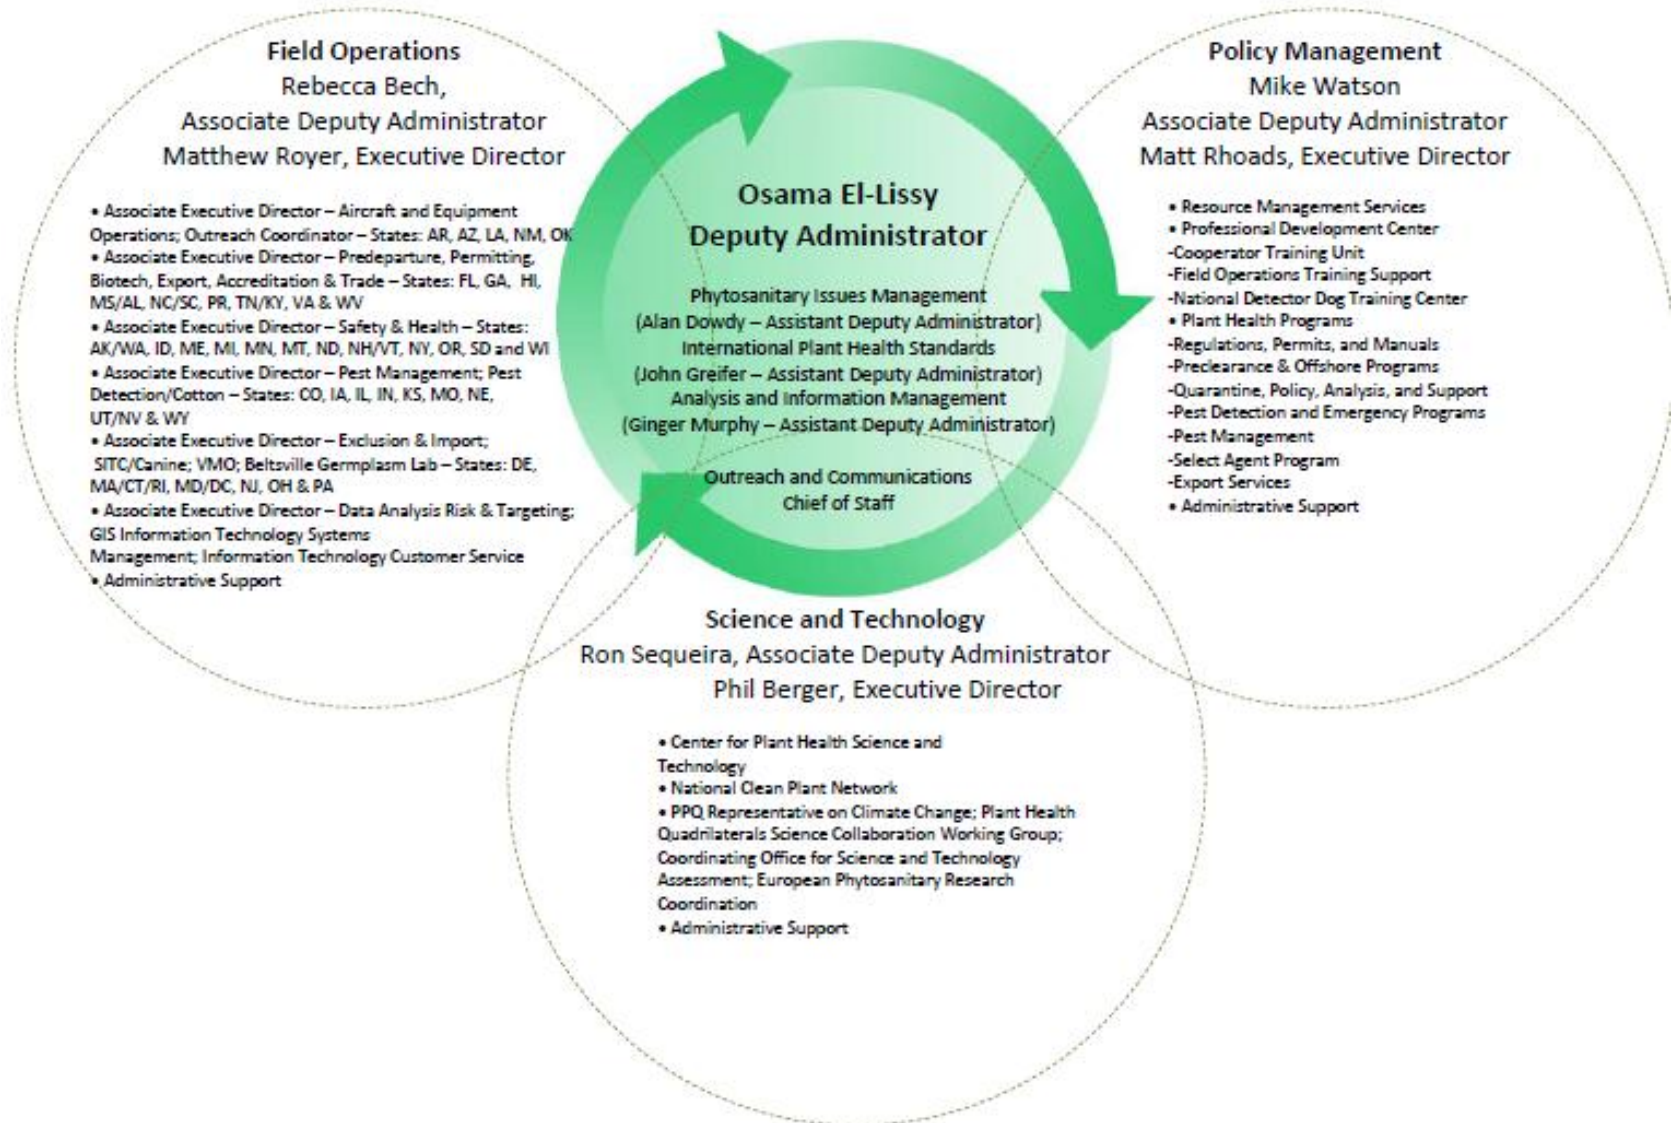 Field Operations
Rebecca Bech,
Associate Deputy Administrator
Matthew Royer, Executive Director
• Associate Executive Director – Aircraft and Equipment
Operations; Outreach Coordinator – States: AR, AZ, LA, NM, OK
• Associate Executive Director – Predeparture, Permitting,
Biotech, Export, Accreditation & Trade – States: FL, GA, HI,
MS/AL, NC/SC, PR, TN/KY, VA & WV
• Associate Executive Director – Safety & Health – States:
AK/WA, ID, ME, MI, MN, MT, ND, NH/VT, NY, OR, SD and WI
• Associate Executive Director – Pest Management; Pest
Detection/Cotton – States: CO, IA, IL, IN, KS, MO, NE,
UT/NV & WY
• Associate Executive Director – Exclusion & Import;
SITC/Canine; VMO; Beltsville Germplasm Lab – States: DE,
MA/CT/RI, MD/DC, NJ, OH & PA
• Associate Executive Director – Data Analysis Risk & Targeting;
GIS Information Technology Systems
Management; Information Technology Customer Service
• Administrative Support
Osama El-Lissy
Deputy Administrator
Phytosanitary Issues Management
(Alan Dowdy – Assistant Deputy Administrator)
International Plant Health Standards
(John Greifer – Assistant Deputy Administrator)
Analysis and Information Management
(Ginger Murphy – Assistant Deputy Administrator)
Outreach and Communications
Chief of Staff
Policy Management
Mike Watson
Associate Deputy Administrator
Matt Rhoads, Executive Director
• Resource Management Services
• Professional Development Center
-Cooperator Training Unit
-Field Operations Training Support
-National Detector Dog Training Center
• Plant Health Programs
-Regulations, Permits, and Manuals
-Preclearance & Offshore Programs
-Quarantine, Policy, Analysis, and Support
-Pest Detection and Emergency Programs
-Pest Management
-Select Agent Program
-Export Services
• Administrative Support
Science and Technology
Ron Sequeira, Associate Deputy Administrator
Phil Berger, Executive Director
• Center for Plant Health Science and
Technology
• National Clean Plant Network
• PPQ Representative on Climate Change; Plant Health
Quadrilaterals Science Collaboration Working Group;
Coordinating Office for Science and Technology
Assessment; European Phytosanitary Research
Coordination
• Administrative Support